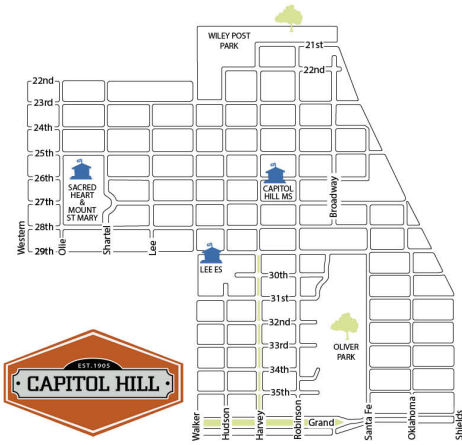 WILEY POST
PARK
21st
22nd
22nd
23rd
24th
25th
26th
27th
28th
29th
SACRED
HEART
&
MOUNT
ST MARY
CAPITOL
HILL MS
Broadway
Western
Olie
Shartel
Lee
LEE ES
30th
31st
32nd
33rd
34th
35th
OLIVER
PARK
EST.1905
CAPITOL HILL
Grand
Walker
Hudson
Harvey
Robinson
Santa Fe
Oklahoma
Shields